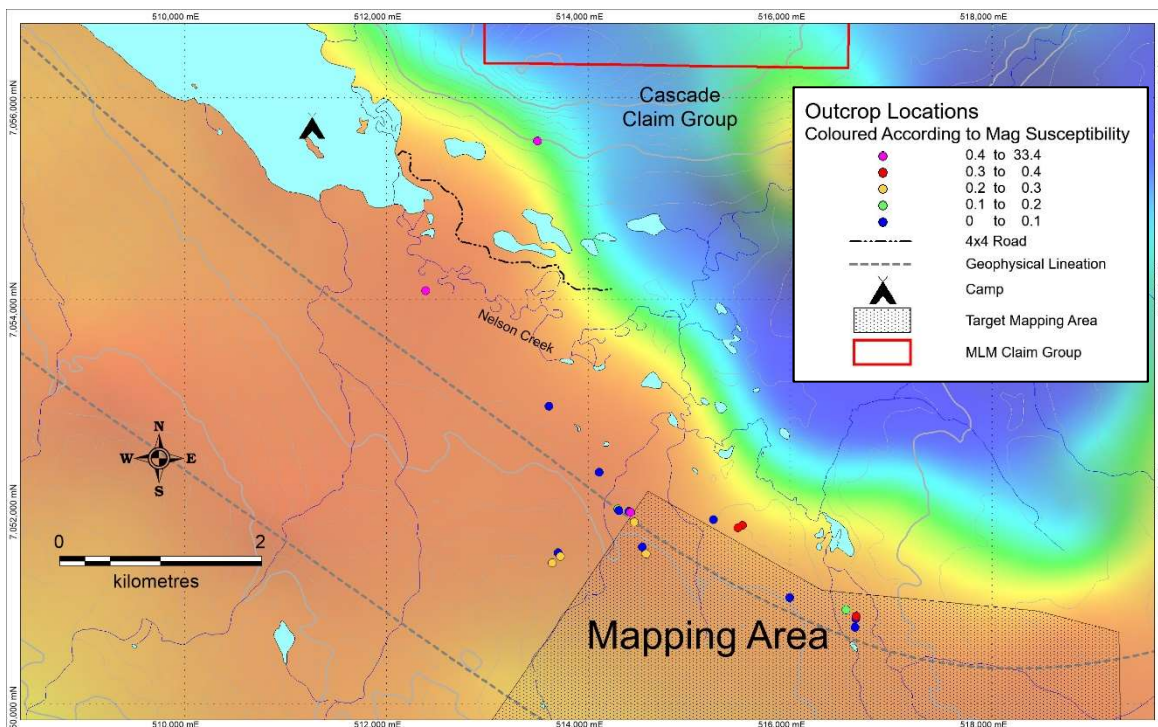 510,000 mE 512,000 mE 514,000 mE 516,000 mE 518,000 mE
7,056,000 mN
7,054,000 mN
7,052,000 mN
50,000 mN
Cascade
Claim Group
Outcrop Locations
Coloured According to Mag Susceptibility
0.4 to 33.4
0.3 to 0.4
0.2 to 0.3
0.1 to 0.2
0 to 0.1
4x4 Road
Geophysical Lineation
Camp
Target Mapping Area
MLM Claim Group
Nelson Creek
N
W E
S
0 2
kilometres
Mapping Area
510,000 mE 512,000 mE 514,000 mE 516,000 mE 518,000 mE